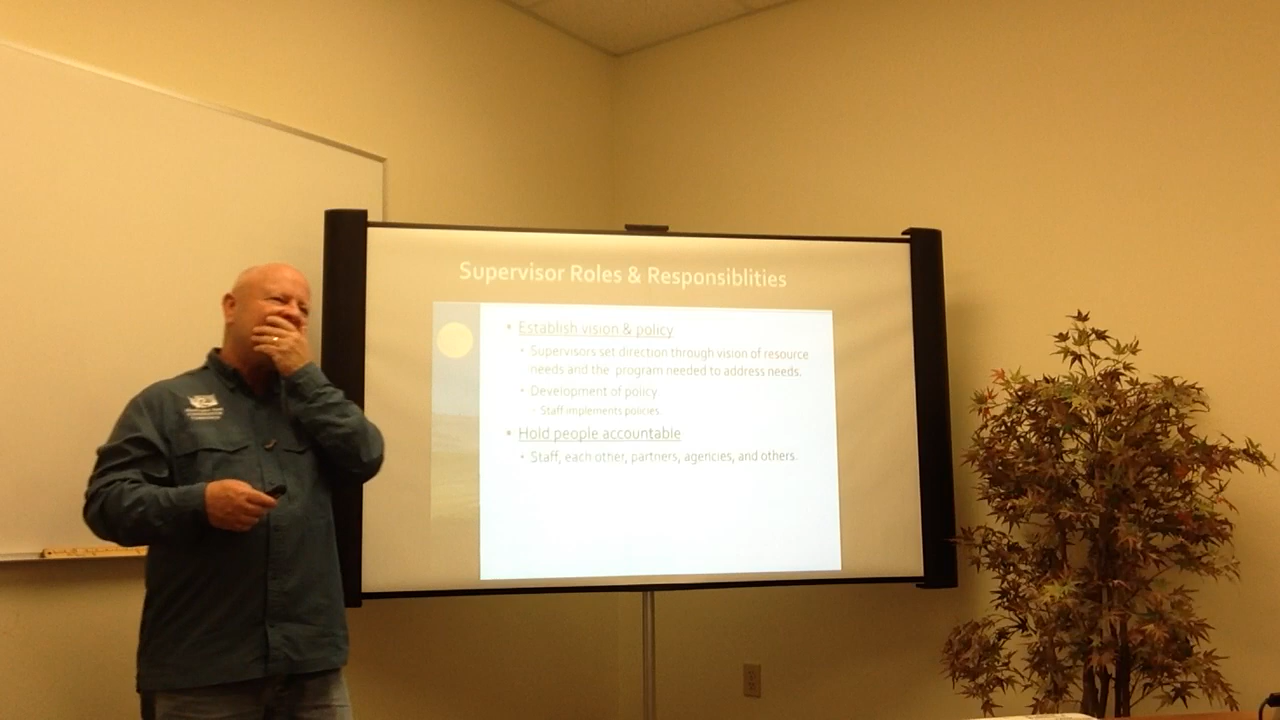 Supervisor Roles & Responsiblities
• Establish vision & policy
• Supervisors set direction through vision of resource
needs and the program needed to address needs.
• Development of policy
- Staff implements policies.
• Hold people accountable
• Staff, each other, partners, agencies, and others.